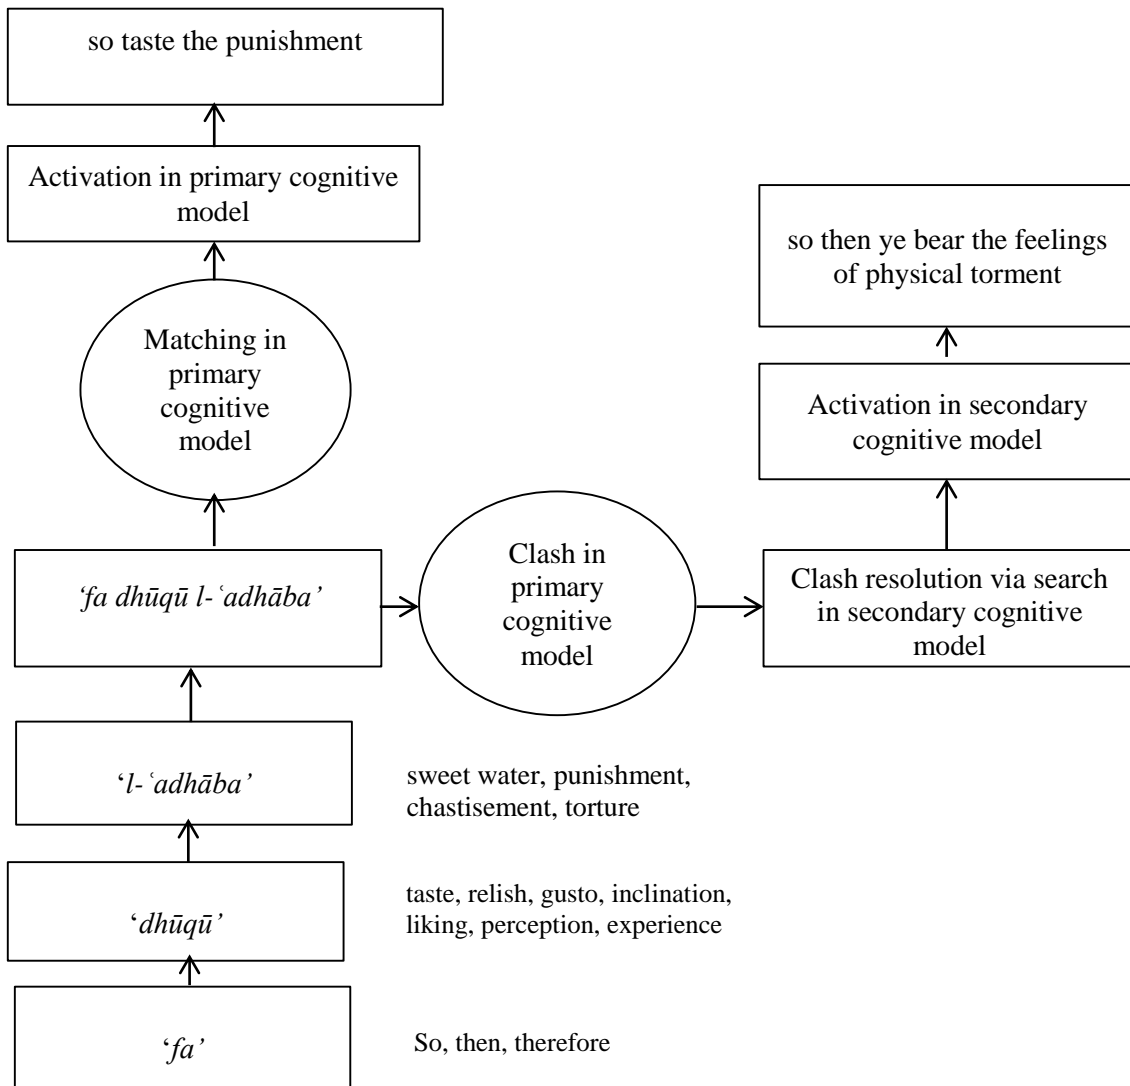 so taste the punishment
Activation in primary cognitive
model
so then ye bear the feelings
of physical torment
Matching in
primary
cognitive
model
Activation in secondary
cognitive model
‘fa dhūqū l- ʿadhāba’
Clash in
primary
cognitive
model
Clash resolution via search
in secondary cognitive
model
‘l- ʿadhāba’
sweet water, punishment,
chastisement, torture
‘dhūqū’
taste, relish, gusto, inclination,
liking, perception, experience
‘fa’
So, then, therefore